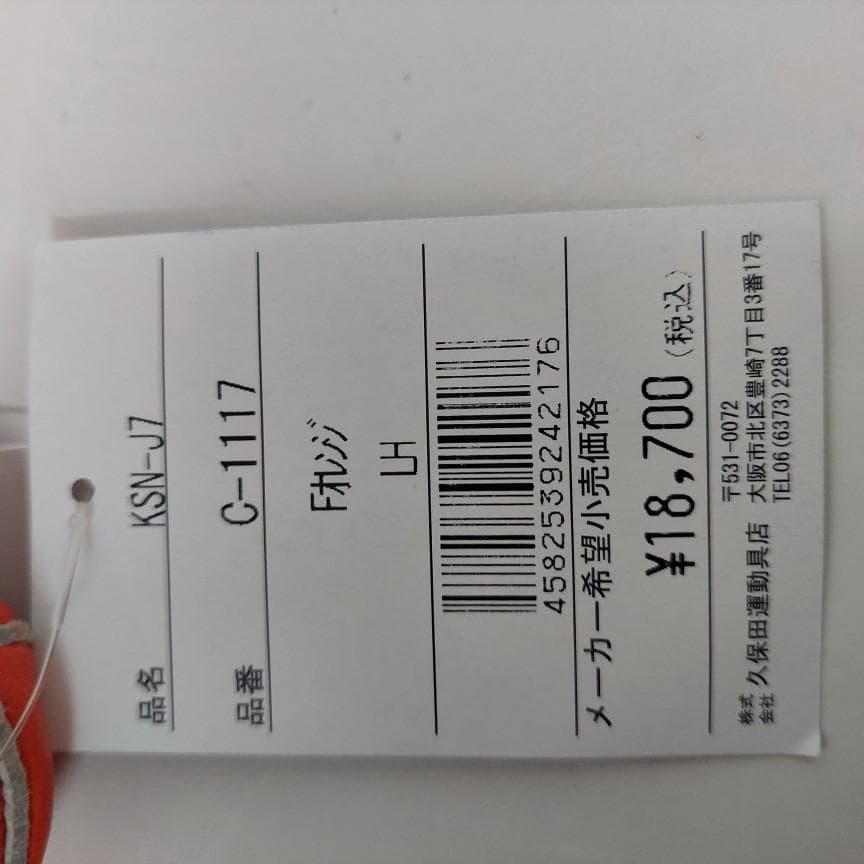 品名 KSN-J7
品番 C-1117
Fオレンジ
LH
4582539242176
メーカー希望小売価格
¥18,700(税込)
株式会社 久保田運動具店
〒531-0072
大阪市北区豊崎7丁目3番17号
TEL06(6373)2288